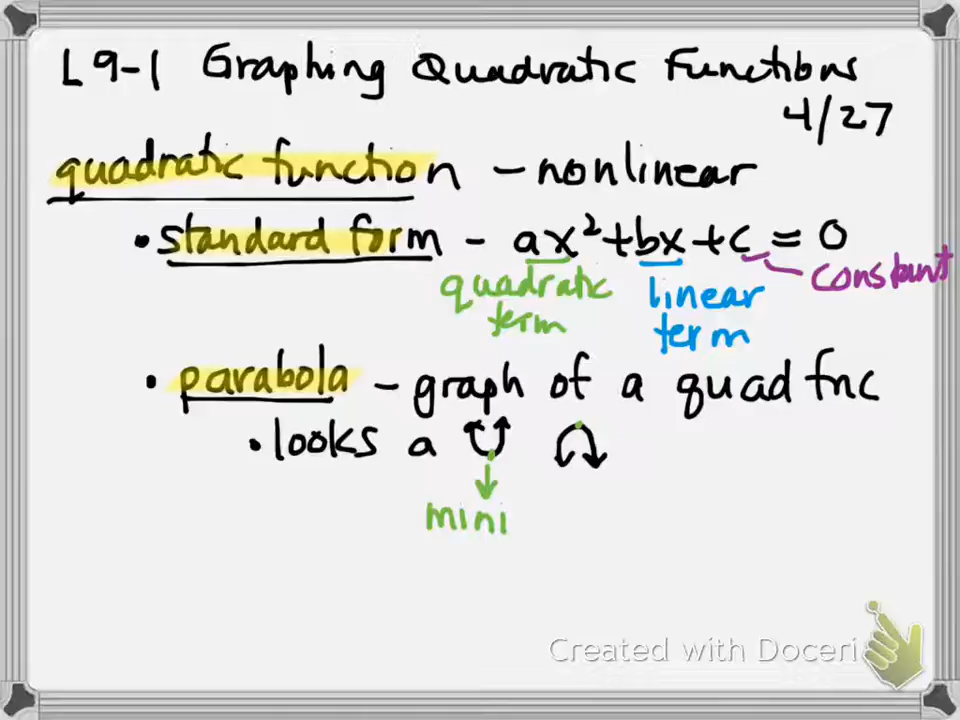 L 9-1 Graphing Quadratic Functions
4/27
quadratic function - nonlinear
• standard form - ax²+bx+c = 0
quadratic term
linear term
constant
• parabola - graph of a quad fnc
• looks a
mini
Created with Doceri